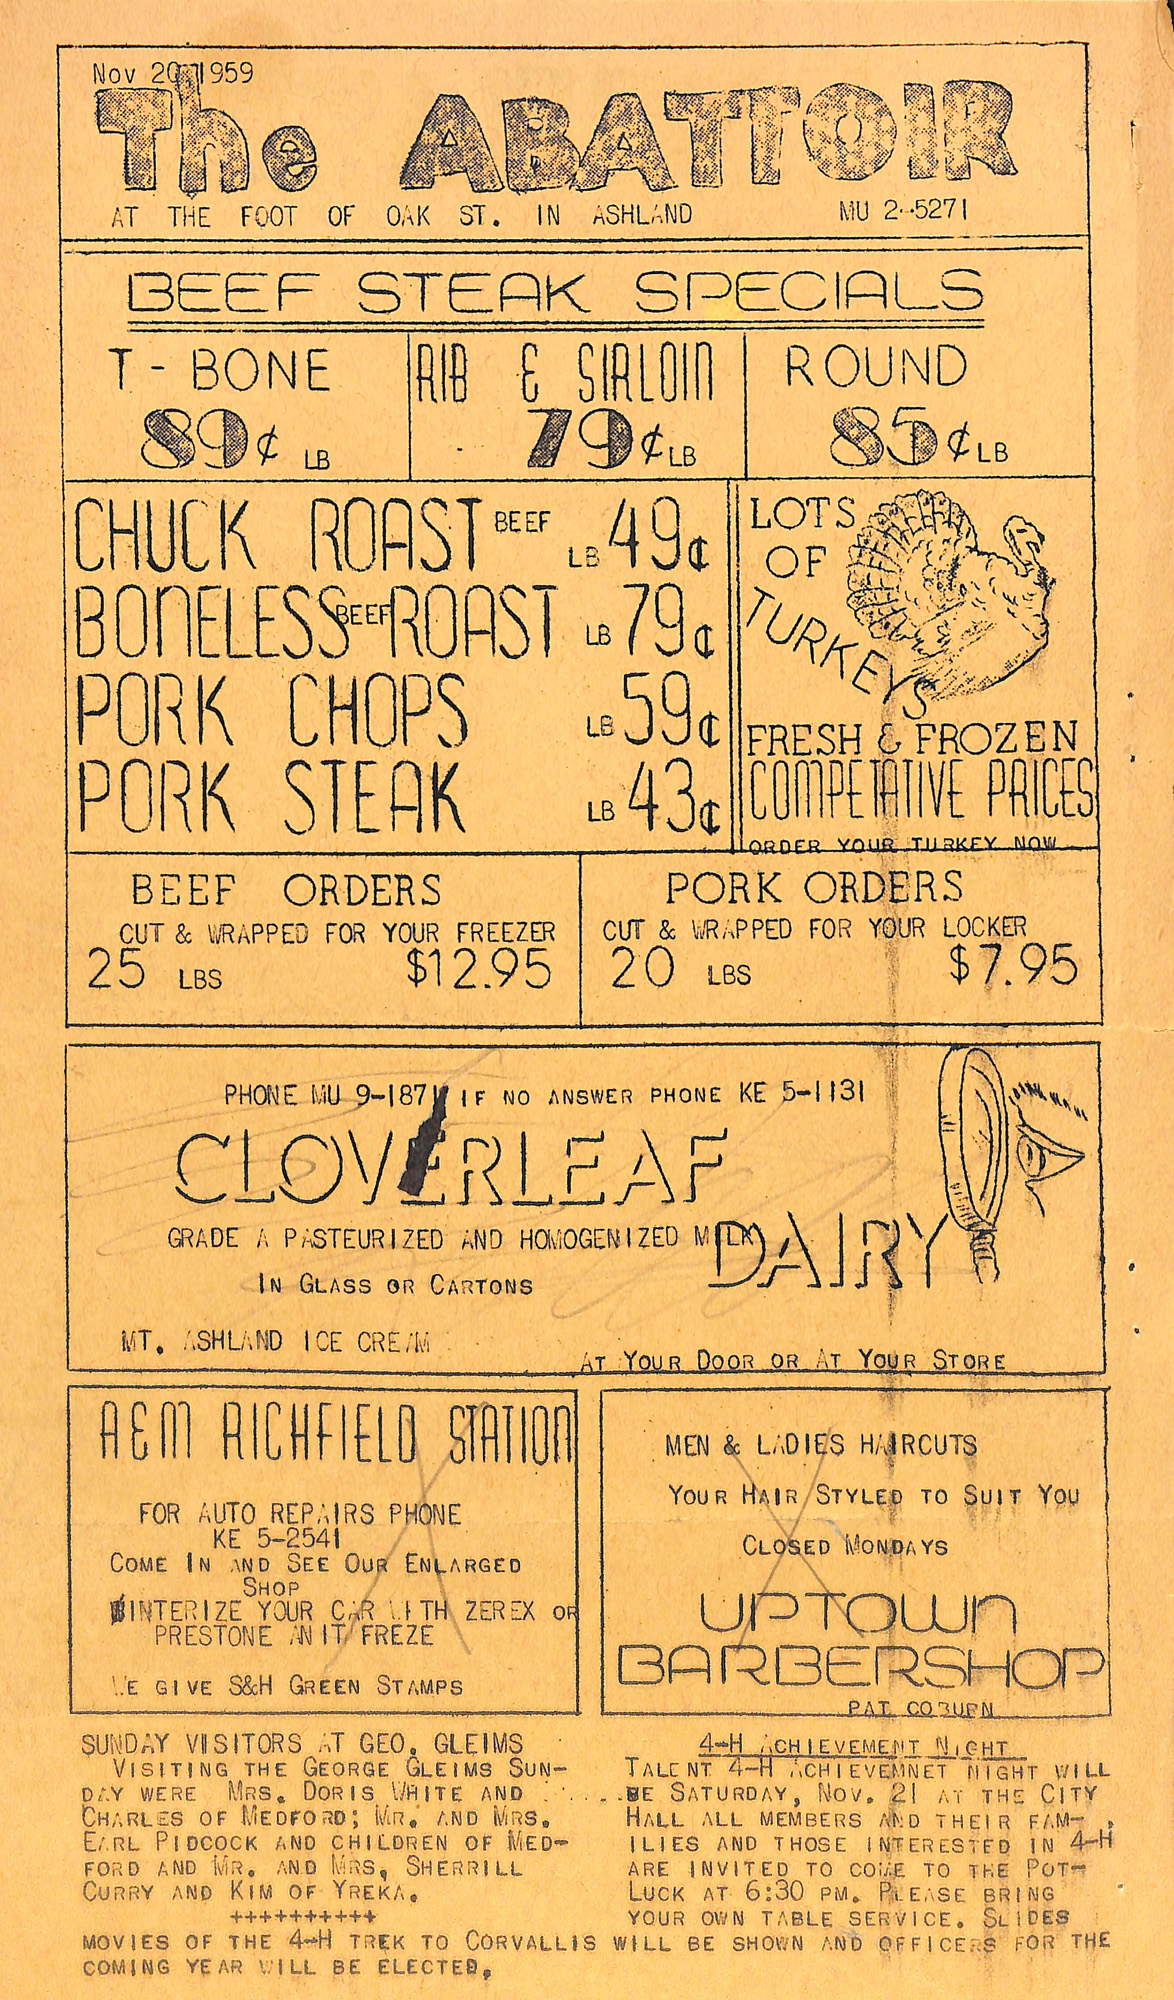 Nov 20 1959
The ABATTOIR
AT THE FOOT OF OAK ST. IN ASHLAND MU 2-5271
BEEF STEAK SPECIALS
T-BONE
89¢ LB
RIB & SIRLOIN
79¢ LB
ROUND
85¢ LB
CHUCK ROAST BEEF LB 49¢
BONELESS BEEF ROAST LB 79¢
PORK CHOPS LB 59¢
PORK STEAK LB 43¢
LOTS
OF
TURKEYS
FRESH & FROZEN
COMPETATIVE PRICES
ORDER YOUR TURKEY NOW
BEEF ORDERS
CUT & WRAPPED FOR YOUR FREEZER
25 LBS $12.95
PORK ORDERS
CUT & WRAPPED FOR YOUR LOCKER
20 LBS $7.95
PHONE MU 9-1871 IF NO ANSWER PHONE KE 5-1131
CLOVERLEAF
DAIRY
GRADE A PASTEURIZED AND HOMOGENIZED MILK
IN GLASS OR CARTONS
MT. ASHLAND ICE CREAM
AT YOUR DOOR OR AT YOUR STORE
A&M RICHFIELD STATION
FOR AUTO REPAIRS PHONE
KE 5-2541
COME IN AND SEE OUR ENLARGED
SHOP
WINTERIZE YOUR CAR WITH ZEREX OR
PRESTONE ANIT FREZE
WE GIVE S&H GREEN STAMPS
MEN & LADIES HAIRCUTS
YOUR HAIR STYLED TO SUIT YOU
CLOSED MONDAYS
UPTOWN
BARBERSHOP
PAT COBURN
SUNDAY VISITORS AT GEO. GLEIMS
VISITING THE GEORGE GLEIMS SUN-
DAY WERE MRS. DORIS WHITE AND
CHARLES OF MEDFORD; MR. AND MRS.
EARL PIDCOCK AND CHILDREN OF MED-
FORD AND MR. AND MRS. SHERRILL
CURRY AND KIM OF YREKA.
++++++++++
4-H ACHIEVEMENT NIGHT
TALENT 4-H ACHIEVEMNET NIGHT WILL
BE SATURDAY, NOV. 21 AT THE CITY
HALL ALL MEMBERS AND THEIR FAM-
ILIES AND THOSE INTERESTED IN 4-H
ARE INVITED TO COME TO THE POT-
LUCK AT 6:30 PM. PLEASE BRING
YOUR OWN TABLE SERVICE. SLIDES
MOVIES OF THE 4-H TREK TO CORVALLIS WILL BE SHOWN AND OFFICERS FOR THE
COMING YEAR WILL BE ELECTED.